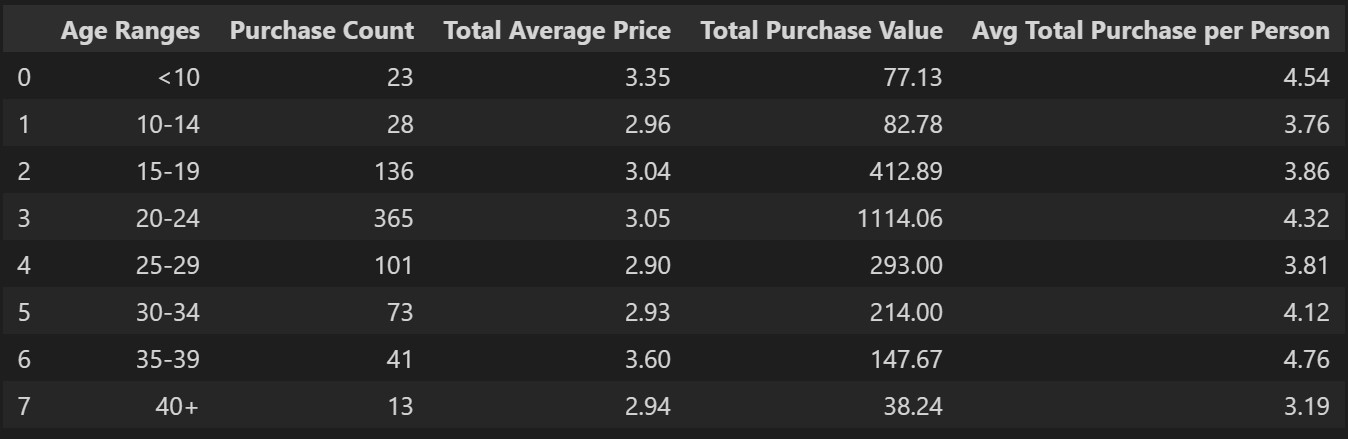 Age Ranges Purchase Count Total Average Price Total Purchase Value Avg Total Purchase per Person
0 <10 23 3.35 77.13 4.54
1 10-14 28 2.96 82.78 3.76
2 15-19 136 3.04 412.89 3.86
3 20-24 365 3.05 1114.06 4.32
4 25-29 101 2.90 293.00 3.81
5 30-34 73 2.93 214.00 4.12
6 35-39 41 3.60 147.67 4.76
7 40+ 13 2.94 38.24 3.19